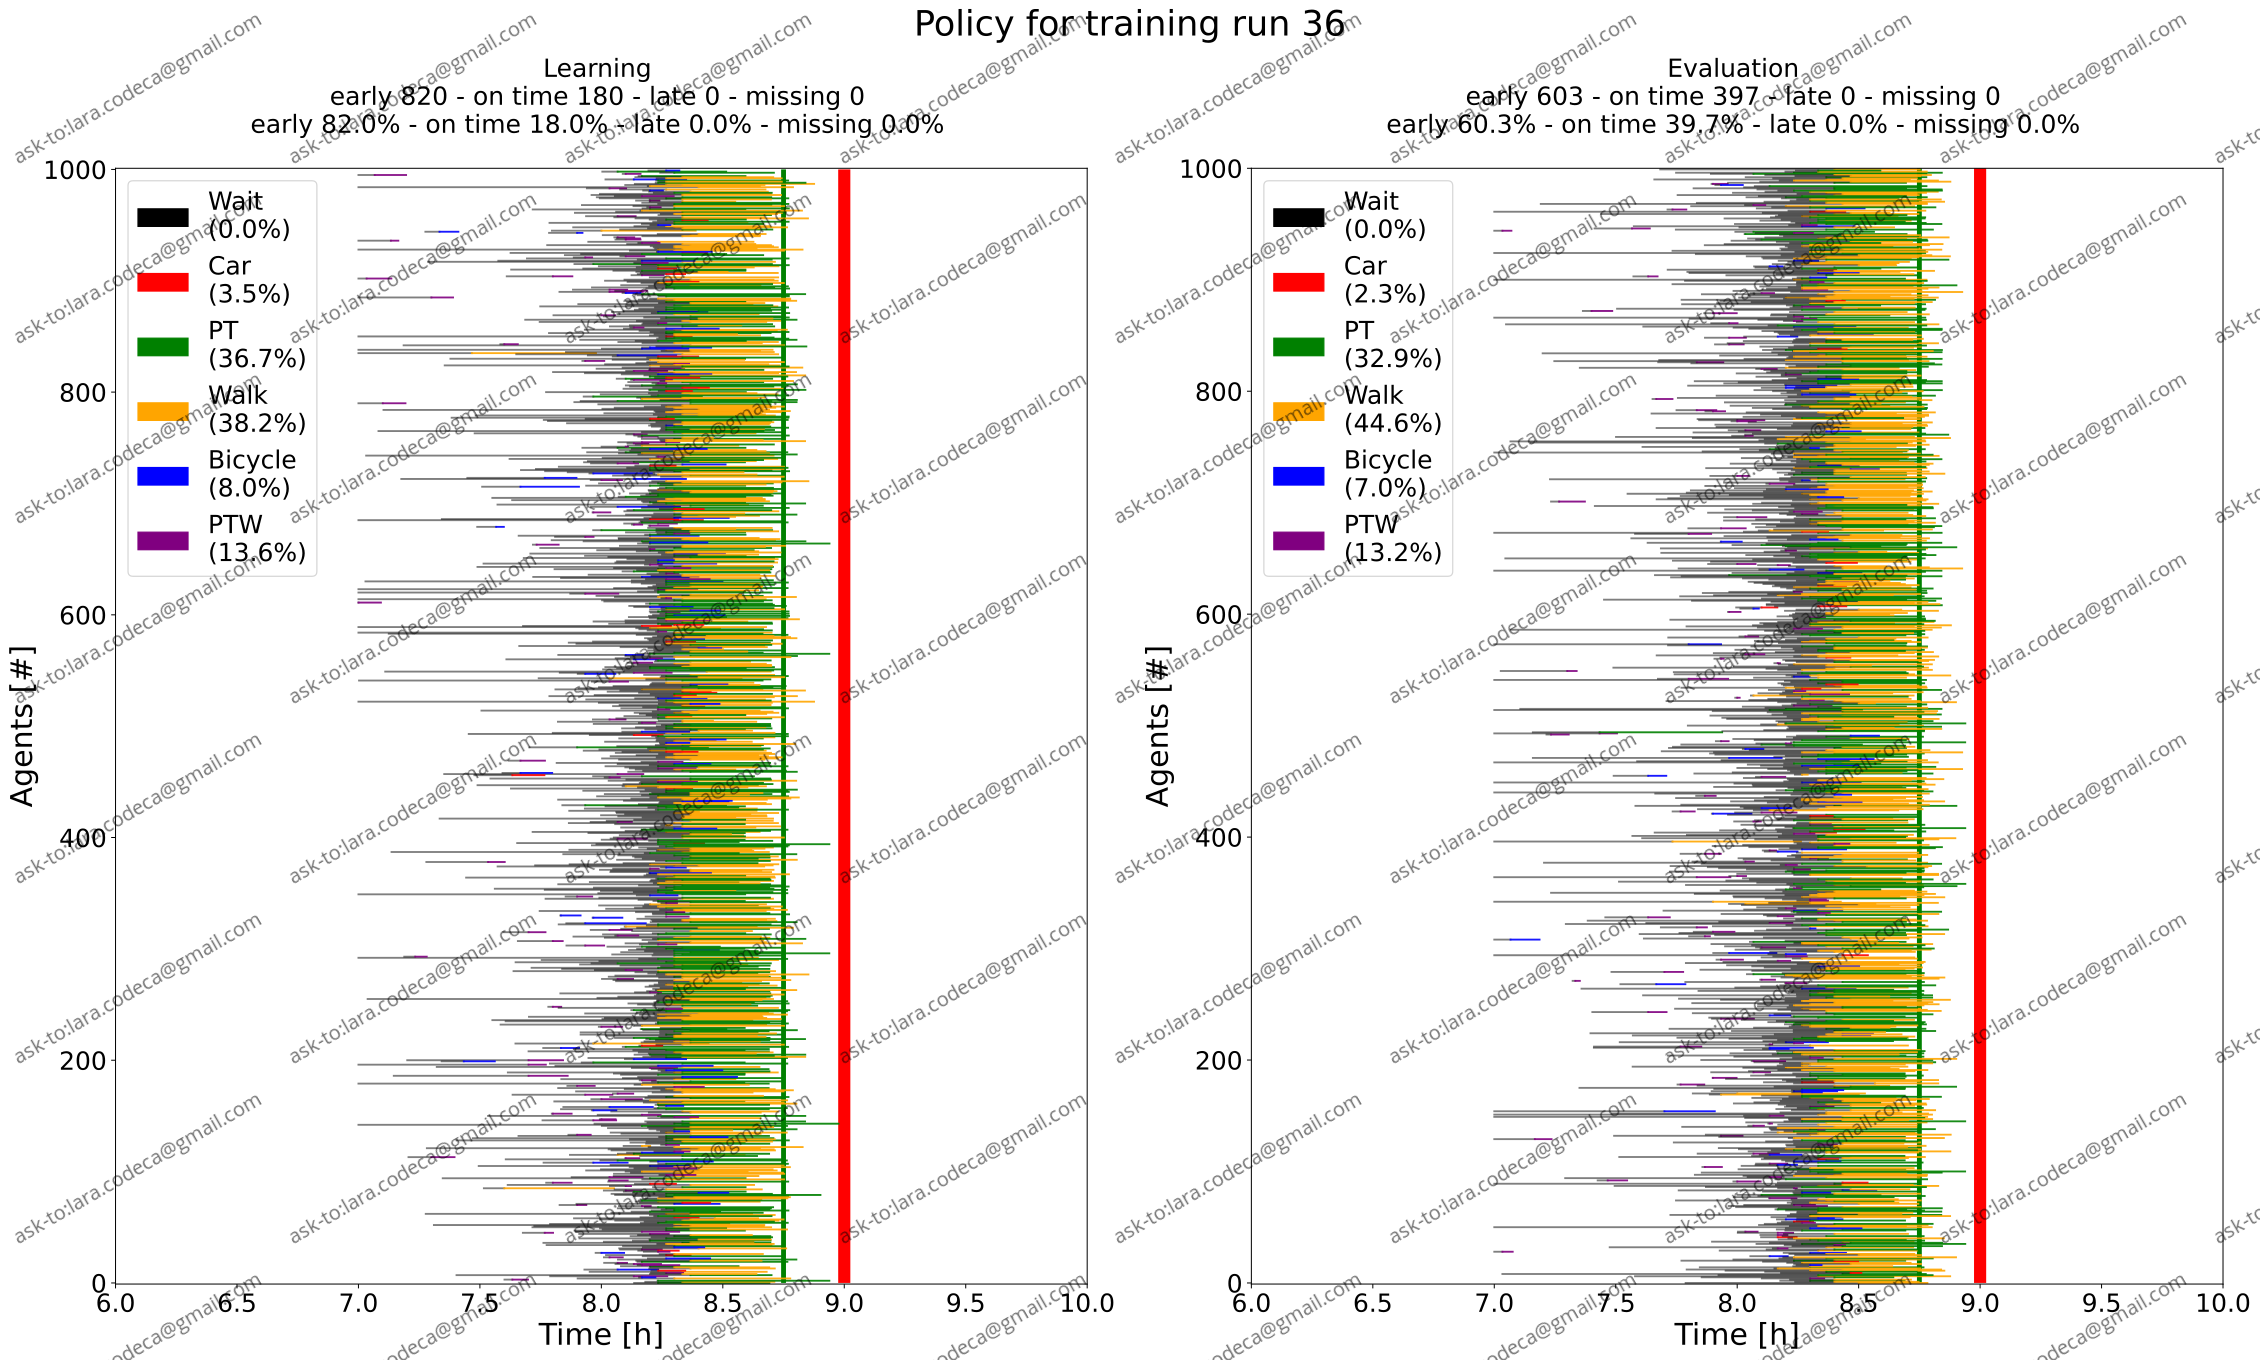 Policy for training run 36
Learning
early 820 - on time 180 - late 0 - missing 0
early 82.0% - on time 18.0% - late 0.0% - missing 0.0%
Agents [#]
1000
800
600
400
200
0
Wait
(0.0%)
Car
(3.5%)
PT
(36.7%)
Walk
(38.2%)
Bicycle
(8.0%)
PTW
(13.6%)
6.0 6.5 7.0 7.5 8.0 8.5 9.0 9.5 10.0
Time [h]
Evaluation
early 603 - on time 397 - late 0 - missing 0
early 60.3% - on time 39.7% - late 0.0% - missing 0.0%
Agents [#]
1000
800
600
400
200
0
Wait
(0.0%)
Car
(2.3%)
PT
(32.9%)
Walk
(44.6%)
Bicycle
(7.0%)
PTW
(13.2%)
6.0 6.5 7.0 7.5 8.0 8.5 9.0 9.5 10.0
Time [h]
ask-to:lara.codeca@gmail.com